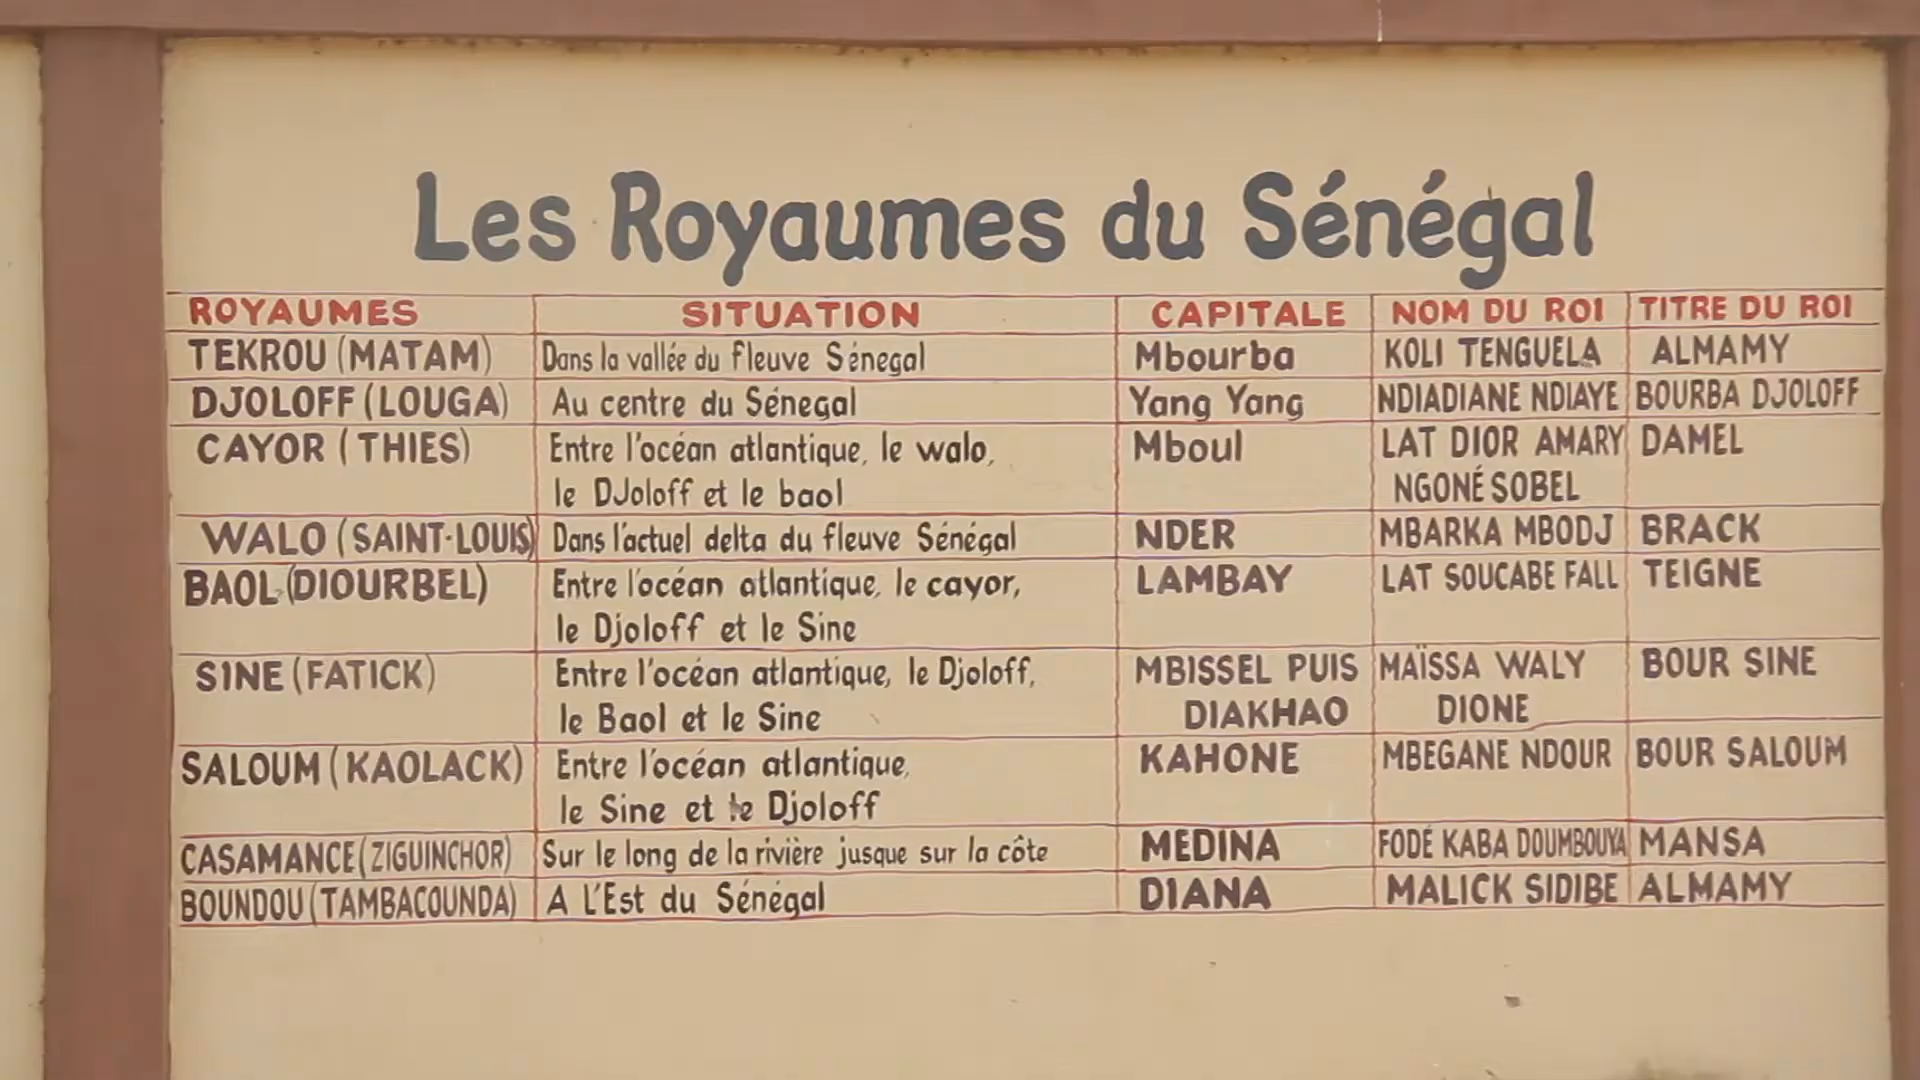 Les Royaumes du Sénégal
ROYAUMES SITUATION CAPITALE NOM DU ROI TITRE DU ROI
TEKROU (MATAM) Dans la vallée du fleuve Sénegal Mbourba KOLI TENGUELA ALMAMY
DJOLOFF (LOUGA) Au centre du Sénegal Yang Yang NDIADIANE NDIAYE BOURBA DJOLOFF
CAYOR (THIES) Entre l'océan atlantique, le walo, Mboul LAT DIOR AMARY DAMEL
le DJoloff et le baol NGONÉ SOBEL
WALO (SAINT-LOUIS) Dans l'actuel delta du fleuve Sénégal NDER MBARKA MBODJ BRACK
BAOL (DIOURBEL) Entre l'océan atlantique, le cayor, LAMBAY LAT SOUCABE FALL TEIGNE
le Djoloff et le Sine
SINE (FATICK) Entre l'océan atlantique, le Djoloff, MBISSEL PUIS MAÏSSA WALY BOUR SINE
le Baol et le Sine DIAKHAO DIONE
SALOUM (KAOLACK) Entre l'océan atlantique, KAHONE MBEGANE NDOUR BOUR SALOUM
le Sine et le Djoloff
CASAMANCE (ZIGUINCHOR) Sur le long de la rivière jusque sur la côte MEDINA FODÉ KABA DOUMBOUYA MANSA
BOUNDOU (TAMBACOUNDA) A L'Est du Sénégal DIANA MALICK SIDIBE ALMAMY